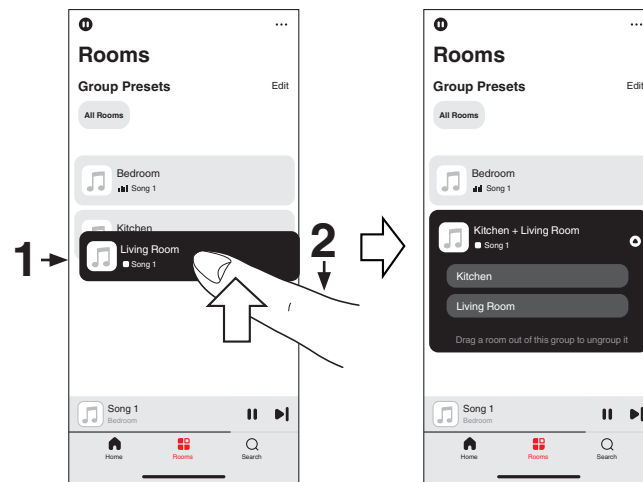 Rooms
Group Presets
Edit
All Rooms
Bedroom
Song 1
Kitchen
Living Room
Song 1
1
2
Song 1
Bedroom
Home
Rooms
Search
Rooms
Group Presets
Edit
All Rooms
Bedroom
Song 1
Kitchen + Living Room
Song 1
Kitchen
Living Room
Drag a room out of this group to ungroup it
Song 1
Bedroom
Home
Rooms
Search